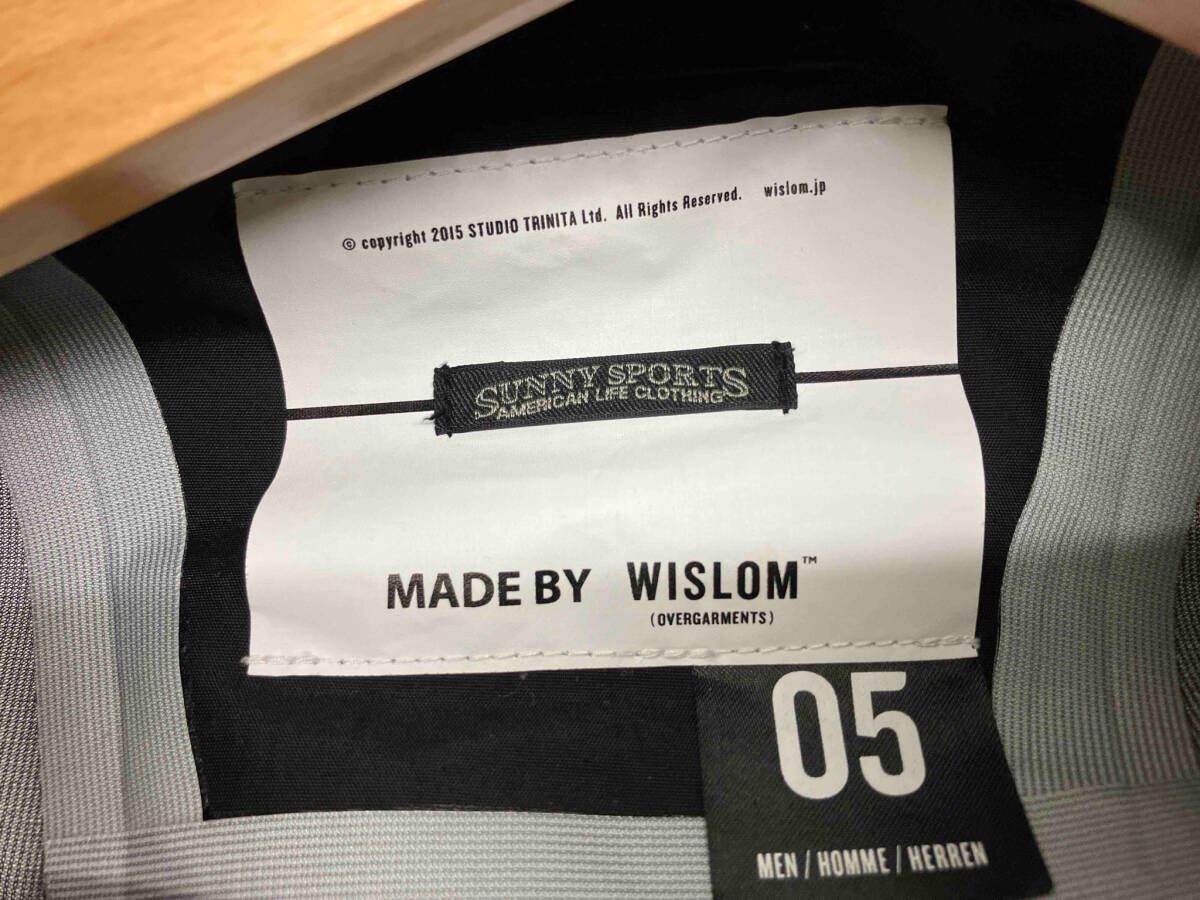 © copyright 2015 STUDIO TRINITA Ltd. All Rights Reserved. wislom.jp
SUNNY SPORTS
AMERICAN LIFE CLOTHING
MADE BY WISLOM™
(OVERGARMENTS)
05
MEN / HOMME / HERREN